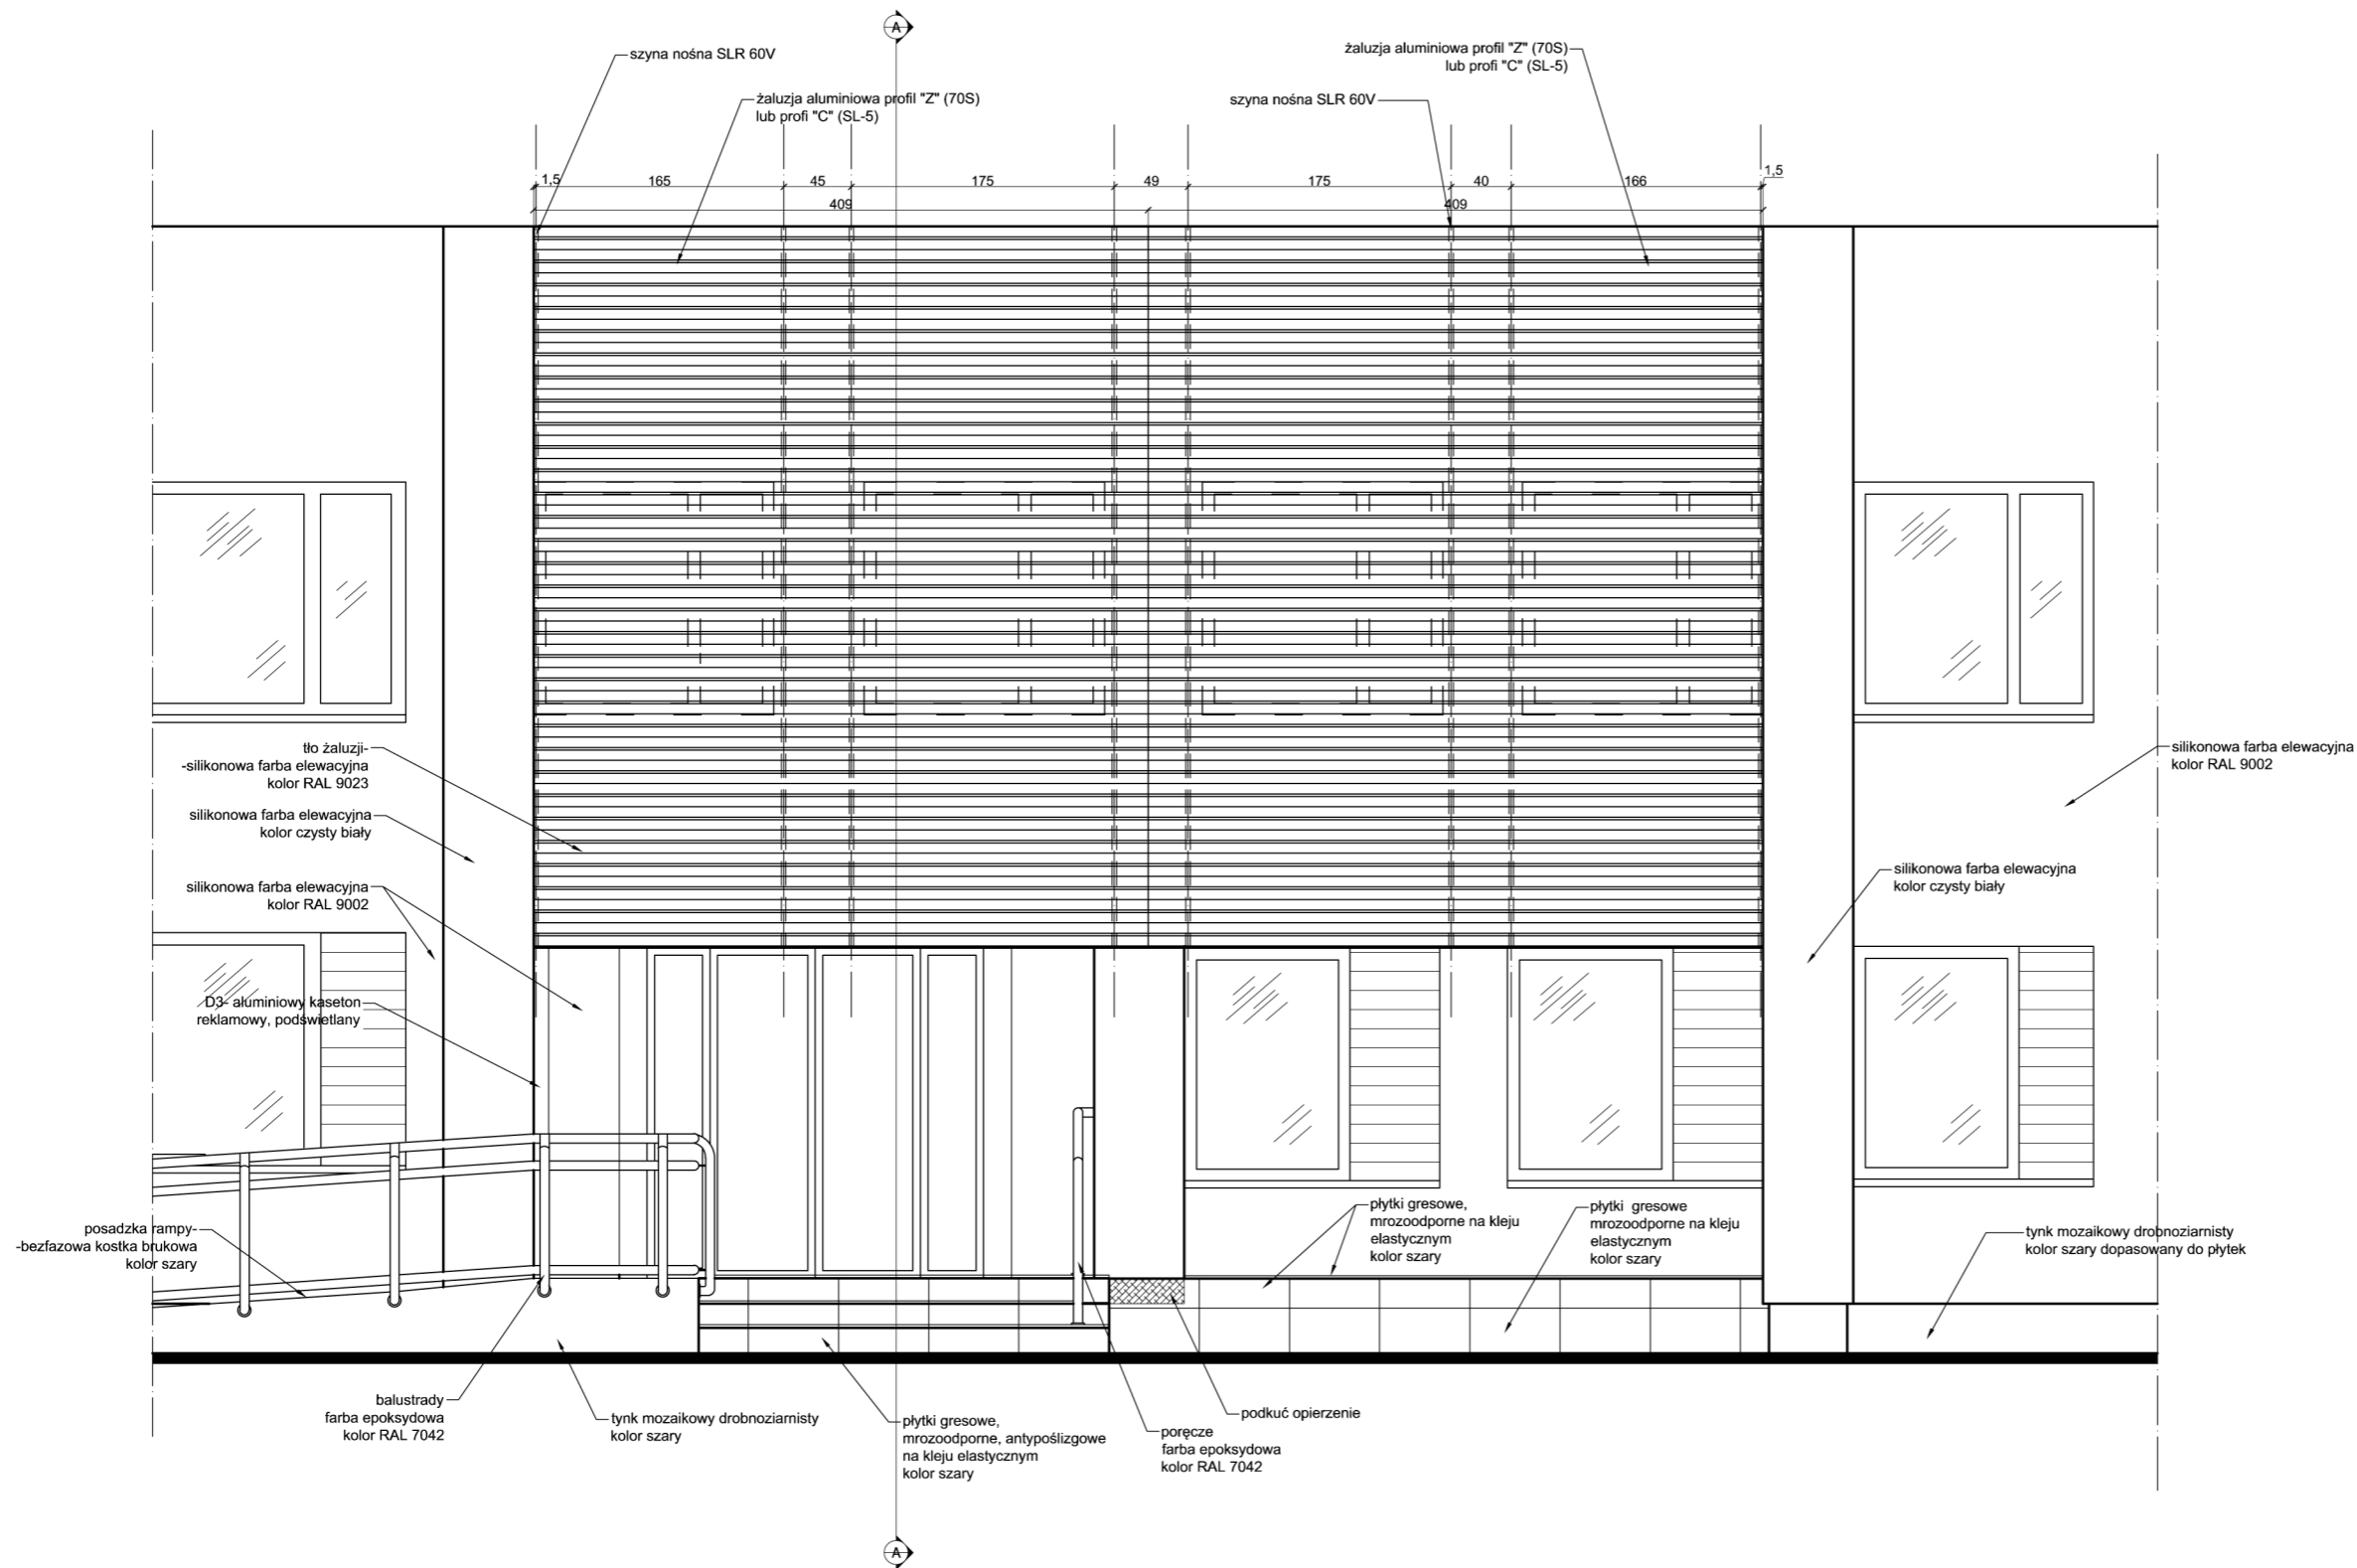 A
szyna nośna SLR 60V
żaluzja aluminiowa profil "Z" (70S)
lub profi "C" (SL-5)
żaluzja aluminiowa profil "Z" (70S)
lub profi "C" (SL-5)
szyna nośna SLR 60V
1,5
165
45
175
49
175
40
166
1,5
409
409
tło żaluzji-
-silikonowa farba elewacyjna
kolor RAL 9023
silikonowa farba elewacyjna
kolor RAL 9002
silikonowa farba elewacyjna
kolor czysty biały
silikonowa farba elewacyjna
kolor czysty biały
silikonowa farba elewacyjna
kolor RAL 9002
D3- aluminiowy kaseton
reklamowy, podświetlany
płytki gresowe,
mrozoodporne na kleju
elastycznym
kolor szary
płytki gresowe
mrozoodporne na kleju
elastycznym
kolor szary
posadzka rampy-
-bezfazowa kostka brukowa
kolor szary
tynk mozaikowy drobnoziarnisty
kolor szary dopasowany do płytek
balustrady
farba epoksydowa
kolor RAL 7042
tynk mozaikowy drobnoziarnisty
kolor szary
płytki gresowe,
mrozoodporne, antypoślizgowe
na kleju elastycznym
kolor szary
poręcze
farba epoksydowa
kolor RAL 7042
podkuć opierzenie
A